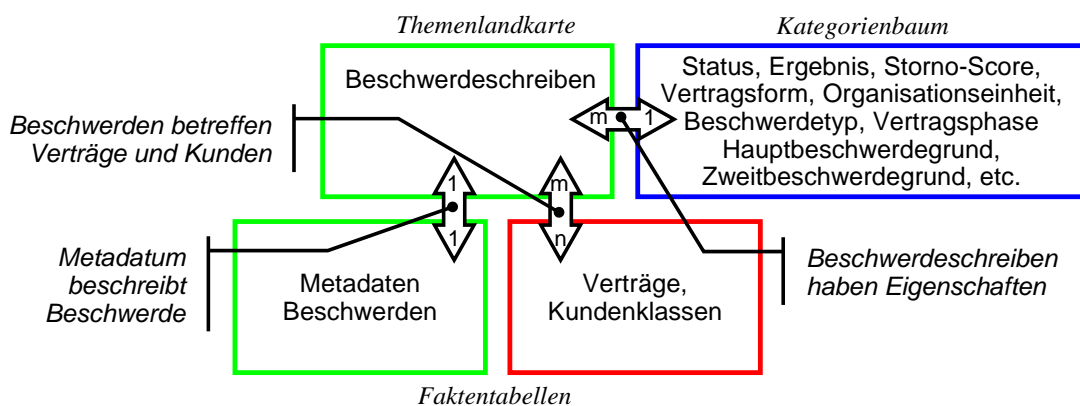 Themenlandkarte
Kategorienbaum
Beschwerdeschreiben
Status, Ergebnis, Storno-Score,
Vertragsform, Organisationseinheit,
Beschwerdetyp, Vertragsphase
Hauptbeschwerdegrund,
Zweitbeschwerdegrund, etc.
m 1
Beschwerden betreffen
Verträge und Kunden
1
1
m
n
Metadatum
beschreibt
Beschwerde
Metadaten
Beschwerden
Verträge,
Kundenklassen
Beschwerdeschreiben
haben Eigenschaften
Faktentabellen